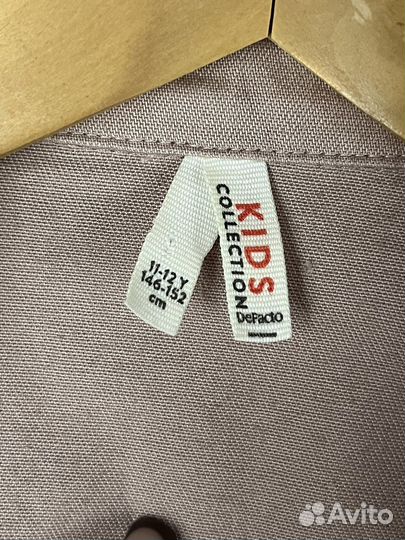 11-12 Y
146-152
cm
KIDS
COLLECTION
DeFacto
Avito